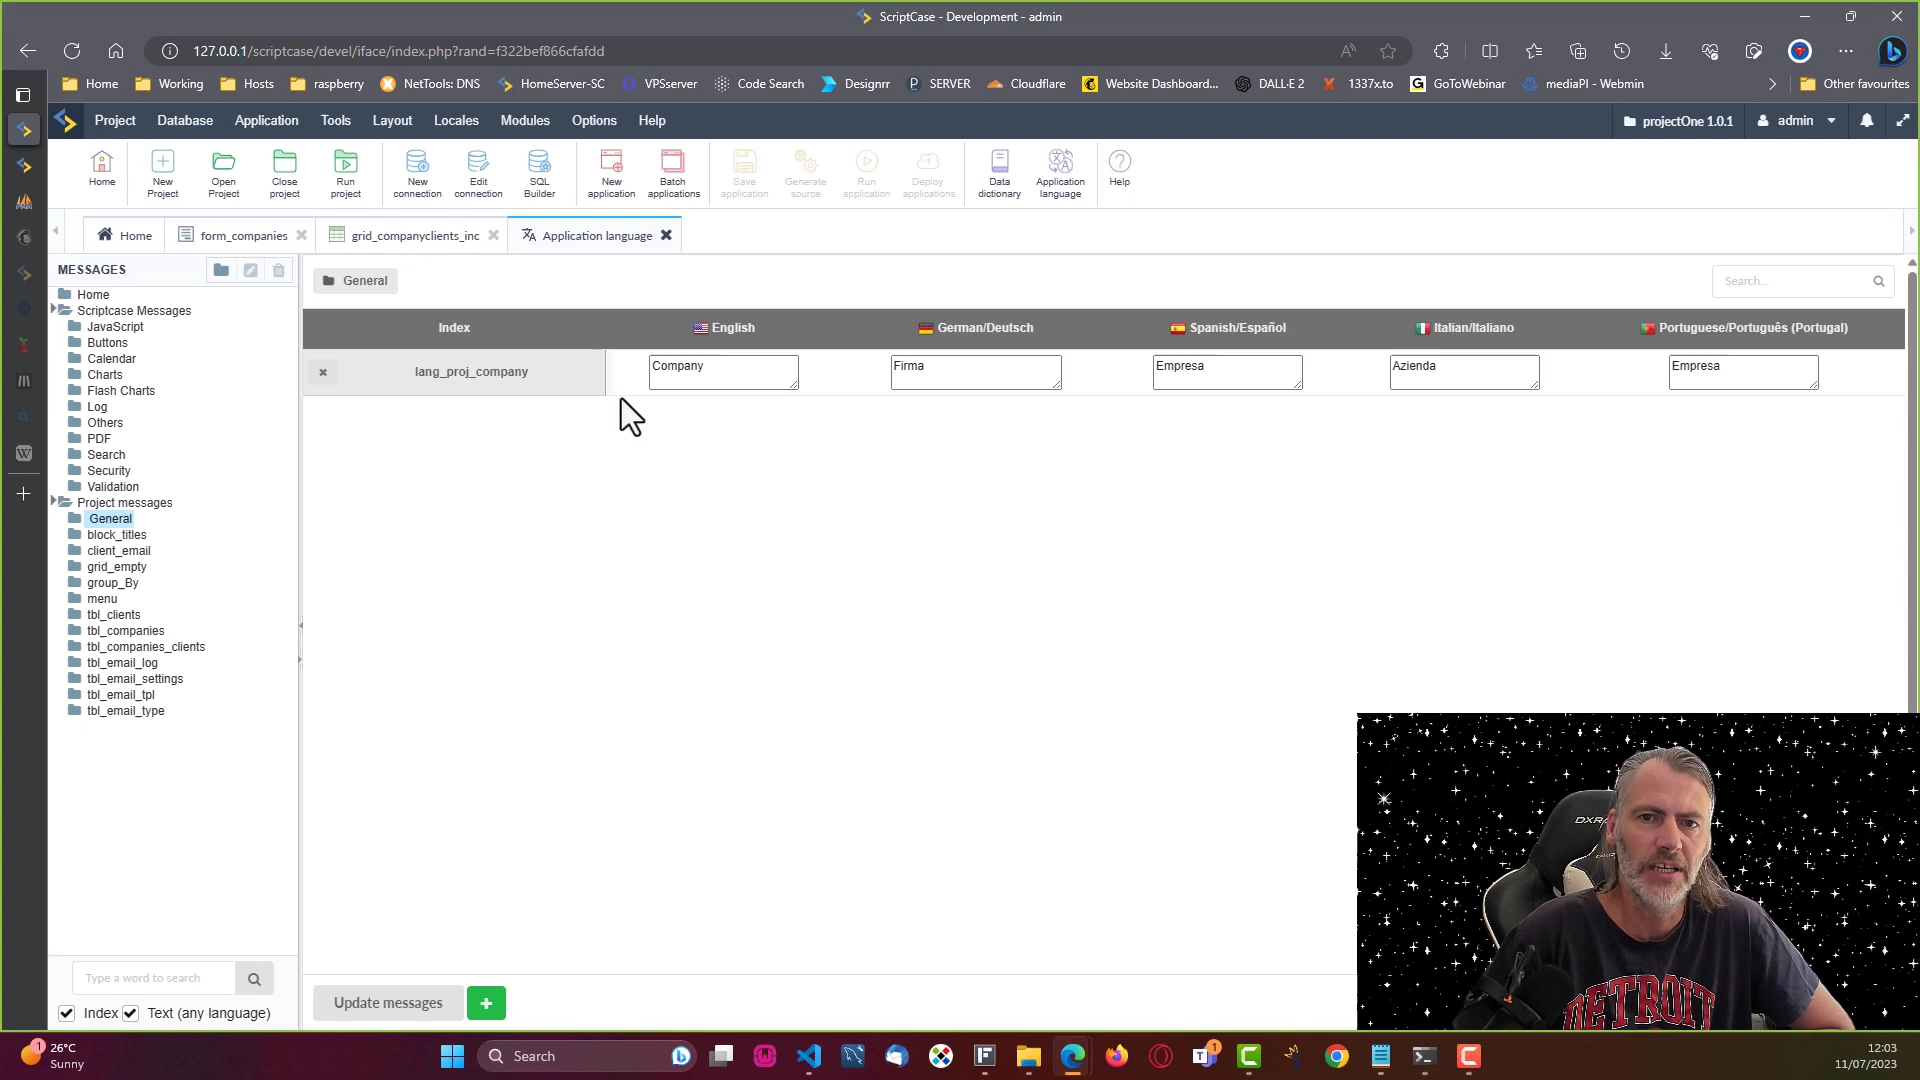 ScriptCase - Development - admin
127.0.0.1/scriptcase/devel/iface/index.php?rand=f322bef866cfafdd
Home Working Hosts raspberry NetTools: DNS HomeServer-SC VPSserver Code Search Designrr SERVER Cloudflare Website Dashboard... DALL·E 2 1337x.to GoToWebinar mediaPI - Webmin Other favourites
Project Database Application Tools Layout Locales Modules Options Help projectOne 1.0.1 admin
Home
New Project
Open Project
Close project
Run project
New connection
Edit connection
SQL Builder
New application
Batch applications
Save application
Generate source
Run application
Deploy applications
Data dictionary
Application language
Help
Home form_companies grid_companyclients_inc Application language
MESSAGES
Home
Scriptcase Messages
JavaScript
Buttons
Calendar
Charts
Flash Charts
Log
Others
PDF
Search
Security
Validation
Project messages
General
block_titles
client_email
grid_empty
group_By
menu
tbl_clients
tbl_companies
tbl_companies_clients
tbl_email_log
tbl_email_settings
tbl_email_tpl
tbl_email_type
Type a word to search
Index Text (any language)
General
Search...
Index English German/Deutsch Spanish/Español Italian/Italiano Portuguese/Português (Portugal)
lang_proj_company Company Firma Empresa Azienda Empresa
Update messages +
DXRA
DETROIT
1
26°C
Sunny
Search
1
12:03
11/07/2023